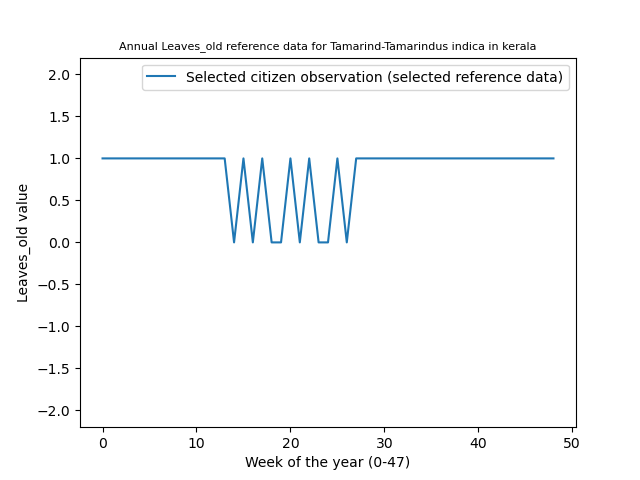 Annual Leaves_old reference data for Tamarind-Tamarindus indica in kerala
Selected citizen observation (selected reference data)
2.0
1.5
1.0
0.5
0.0
−0.5
−1.0
−1.5
−2.0
Leaves_old value
0 10 20 30 40 50
Week of the year (0-47)